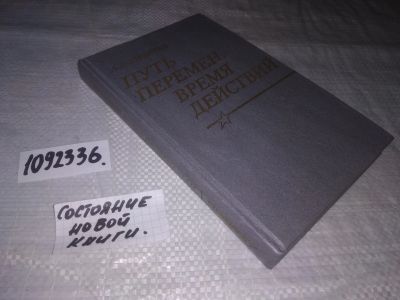 ПУТЬ
ПЕРЕМЕН,
ВРЕМЯ
ДЕЙСТВИЙ
1092336.
СОСТОЯНИЕ
НОВОЙ
КНИГИ.